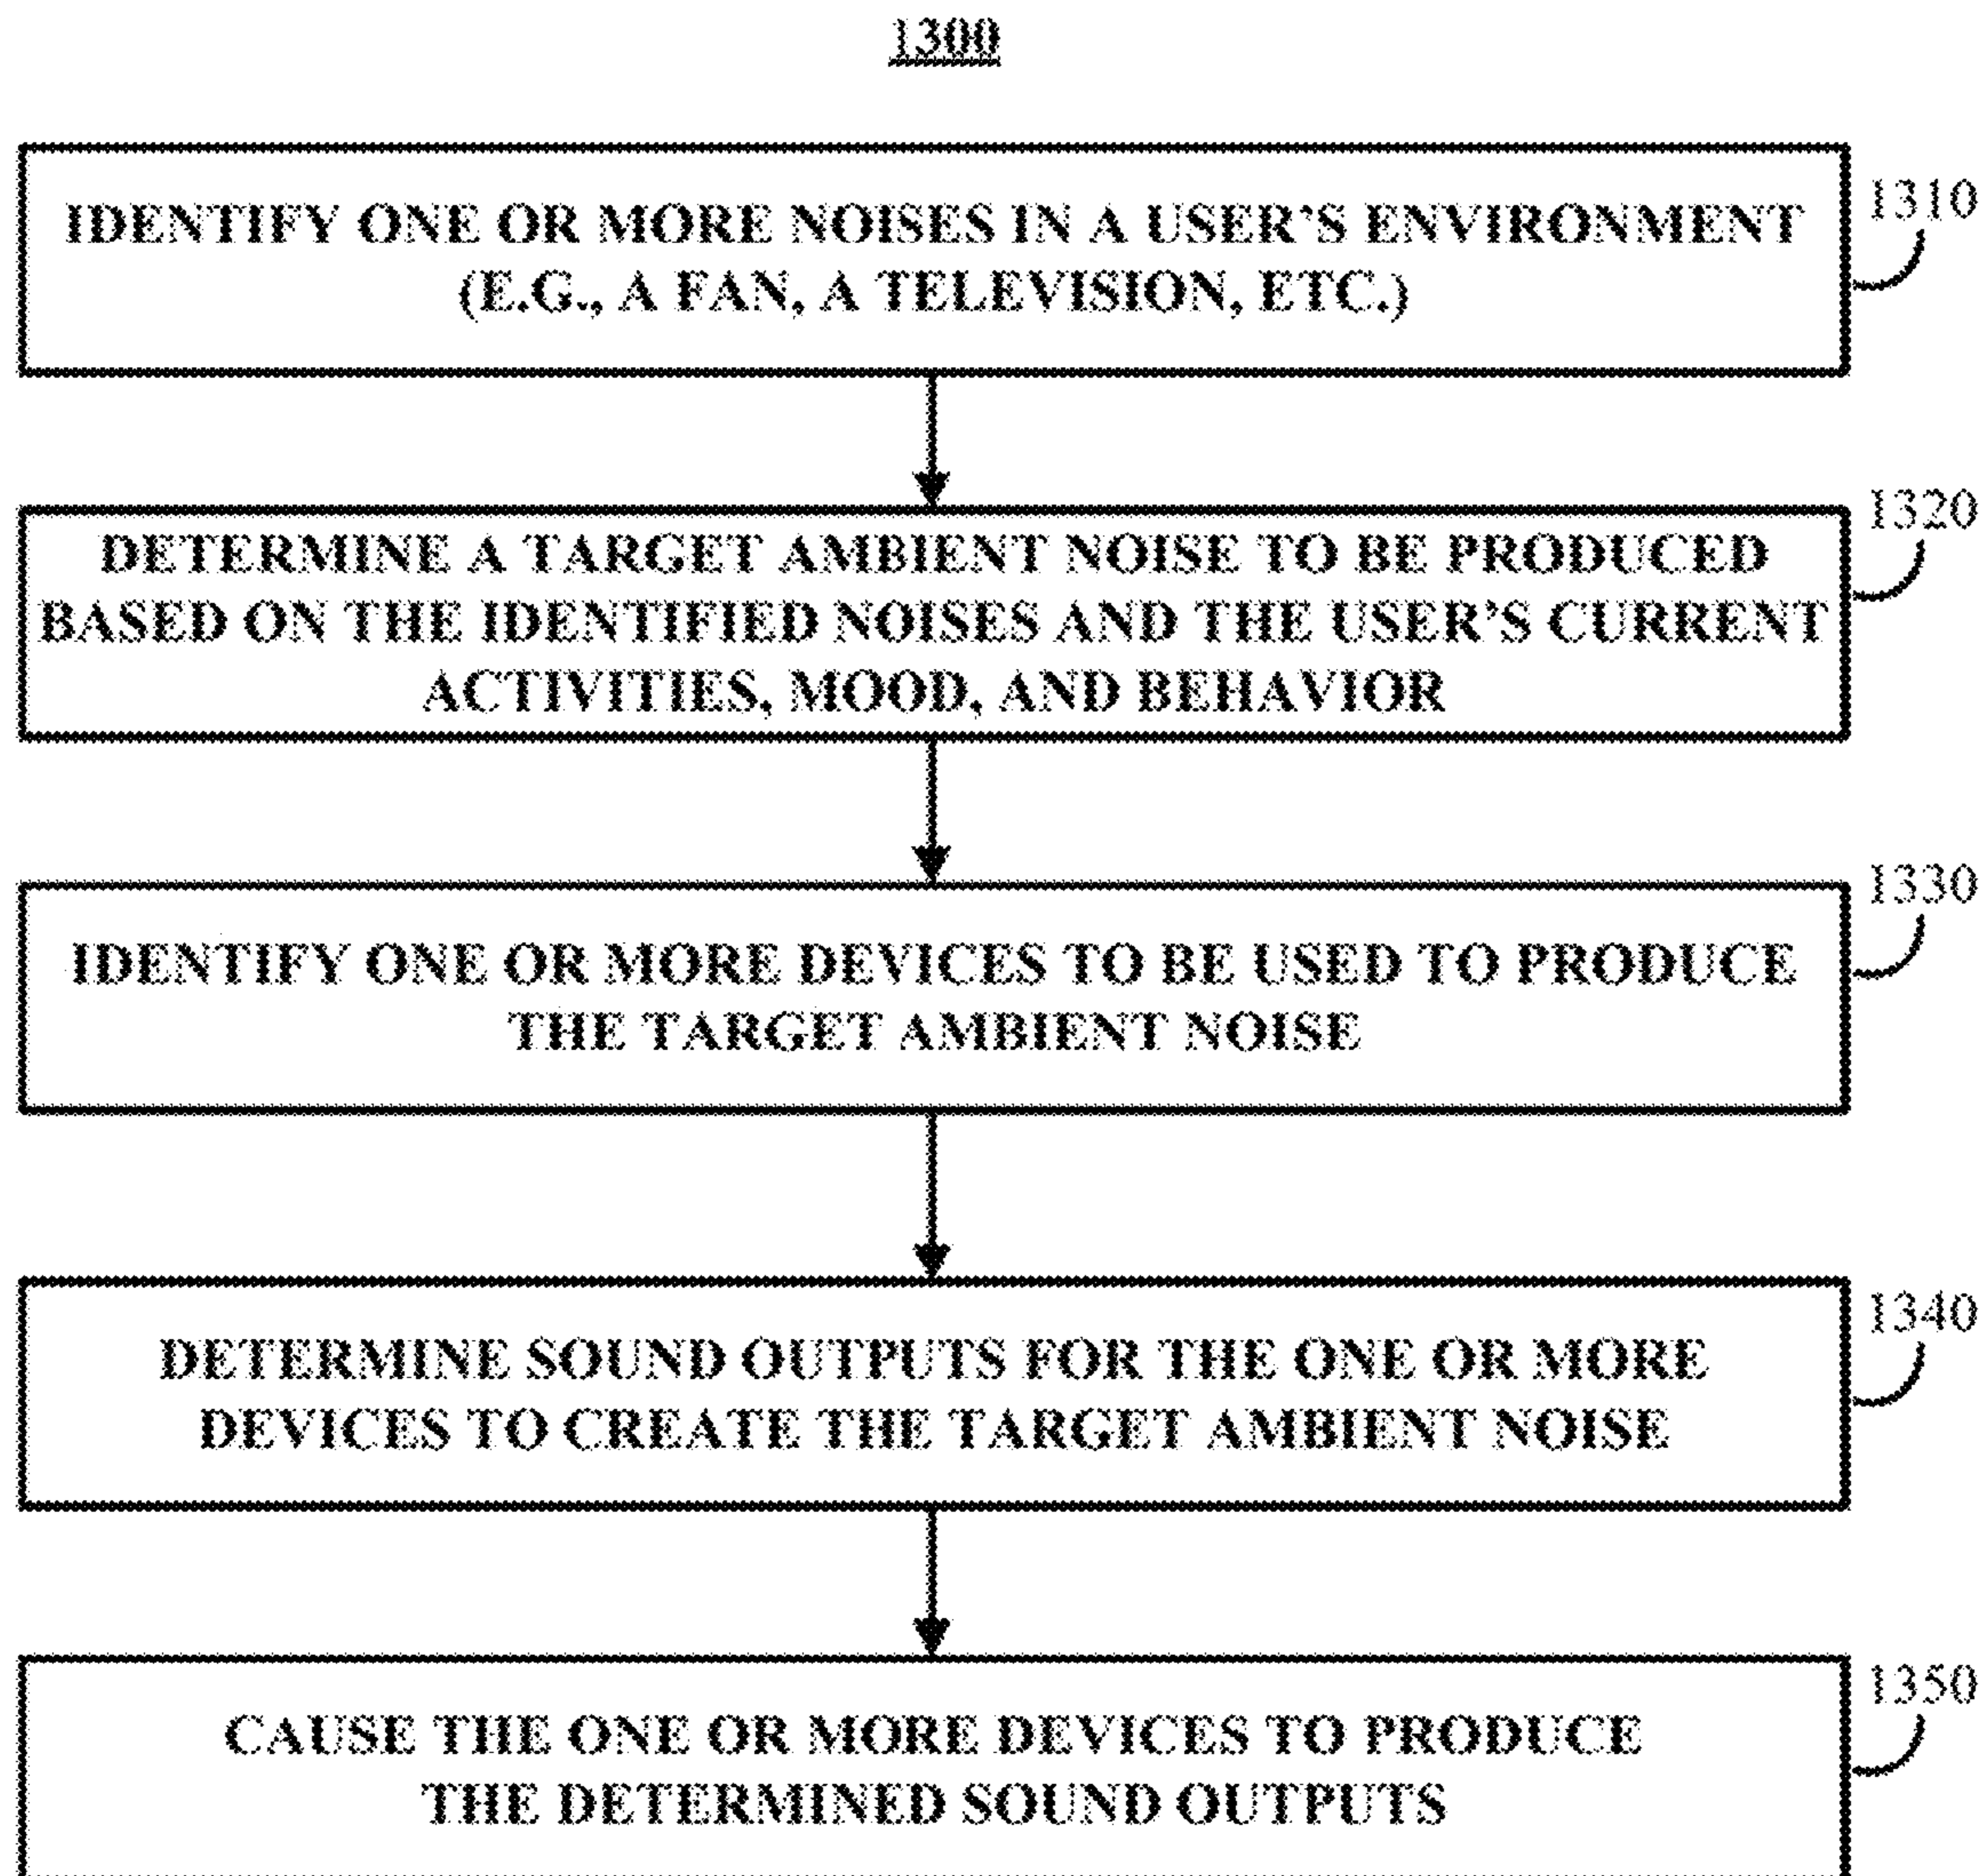 1300
IDENTIFY ONE OR MORE NOISES IN A USER'S ENVIRONMENT
(E.G., A FAN, A TELEVISION, ETC.)
1310
DETERMINE A TARGET AMBIENT NOISE TO BE PRODUCED
BASED ON THE IDENTIFIED NOISES AND THE USER'S CURRENT
ACTIVITIES, MOOD, AND BEHAVIOR
1320
IDENTIFY ONE OR MORE DEVICES TO BE USED TO PRODUCE
THE TARGET AMBIENT NOISE
1330
DETERMINE SOUND OUTPUTS FOR THE ONE OR MORE
DEVICES TO CREATE THE TARGET AMBIENT NOISE
1340
CAUSE THE ONE OR MORE DEVICES TO PRODUCE
THE DETERMINED SOUND OUTPUTS
1350